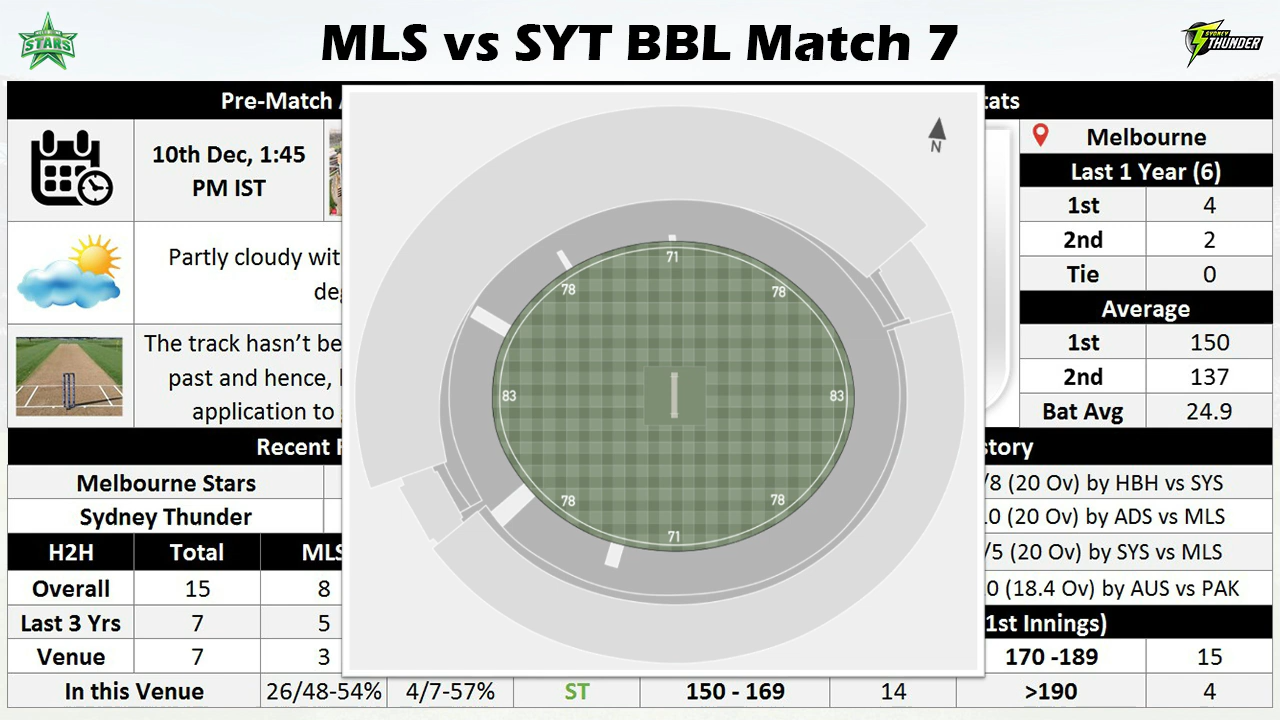 STARS
MLS vs SYT BBL Match 7
SYDNEY THUNDER
Pre-Match
10th Dec, 1:45 PM IST
Partly cloudy
The track hasn't
past and hence,
application to
Recent
Melbourne Stars
Sydney Thunder
H2H Total MLS
Overall 15 8
Last 3 Yrs 7 5
Venue 7 3
In this Venue 26/48-54% 4/7-57% ST 150 - 169 14 >190 4
N
71
78 78
83 83
78 78
71
Melbourne
Last 1 Year (6)
1st 4
2nd 2
Tie 0
Average
1st 150
2nd 137
Bat Avg 24.9
/8 (20 Ov) by HBH vs SYS
(20 Ov) by ADS vs MLS
/5 (20 Ov) by SYS vs MLS
0 (18.4 Ov) by AUS vs PAK
1st Innings)
170 -189 15